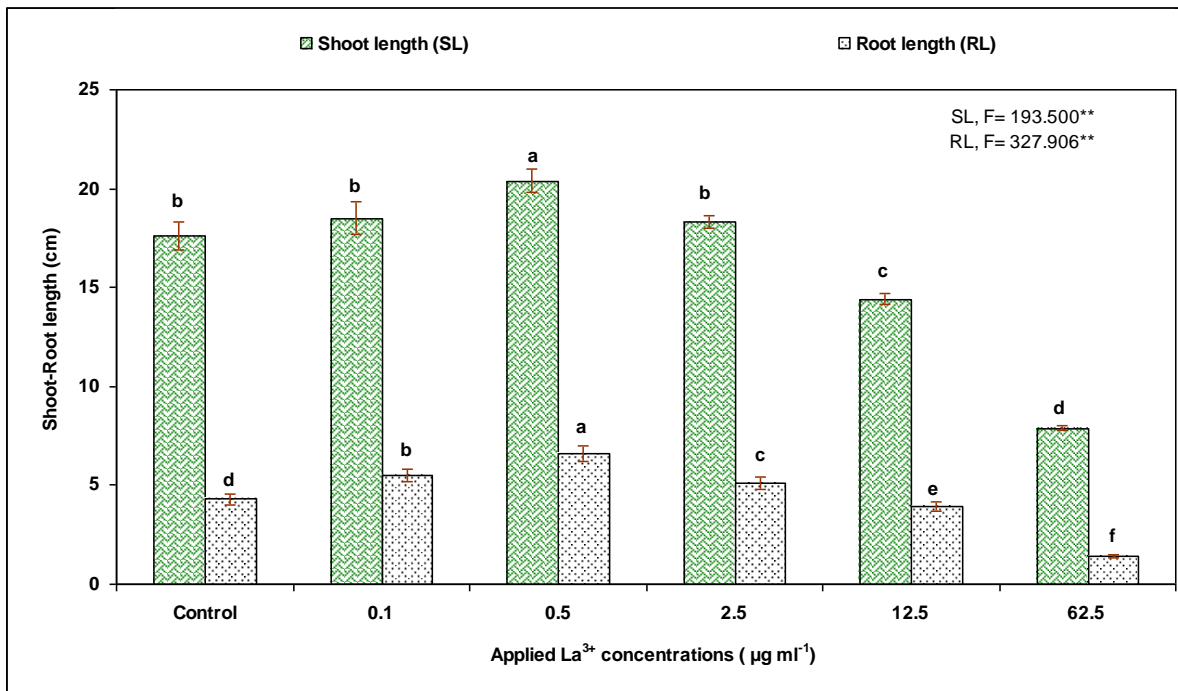 Shoot length (SL) Root length (RL)
SL, F= 193.500**
RL, F= 327.906**
Shoot-Root length (cm)
25
20
15
10
5
0
b d
b b
a a
b c
c e
d f
Control 0.1 0.5 2.5 12.5 62.5
Applied La³⁺ concentrations ( µg ml⁻¹)